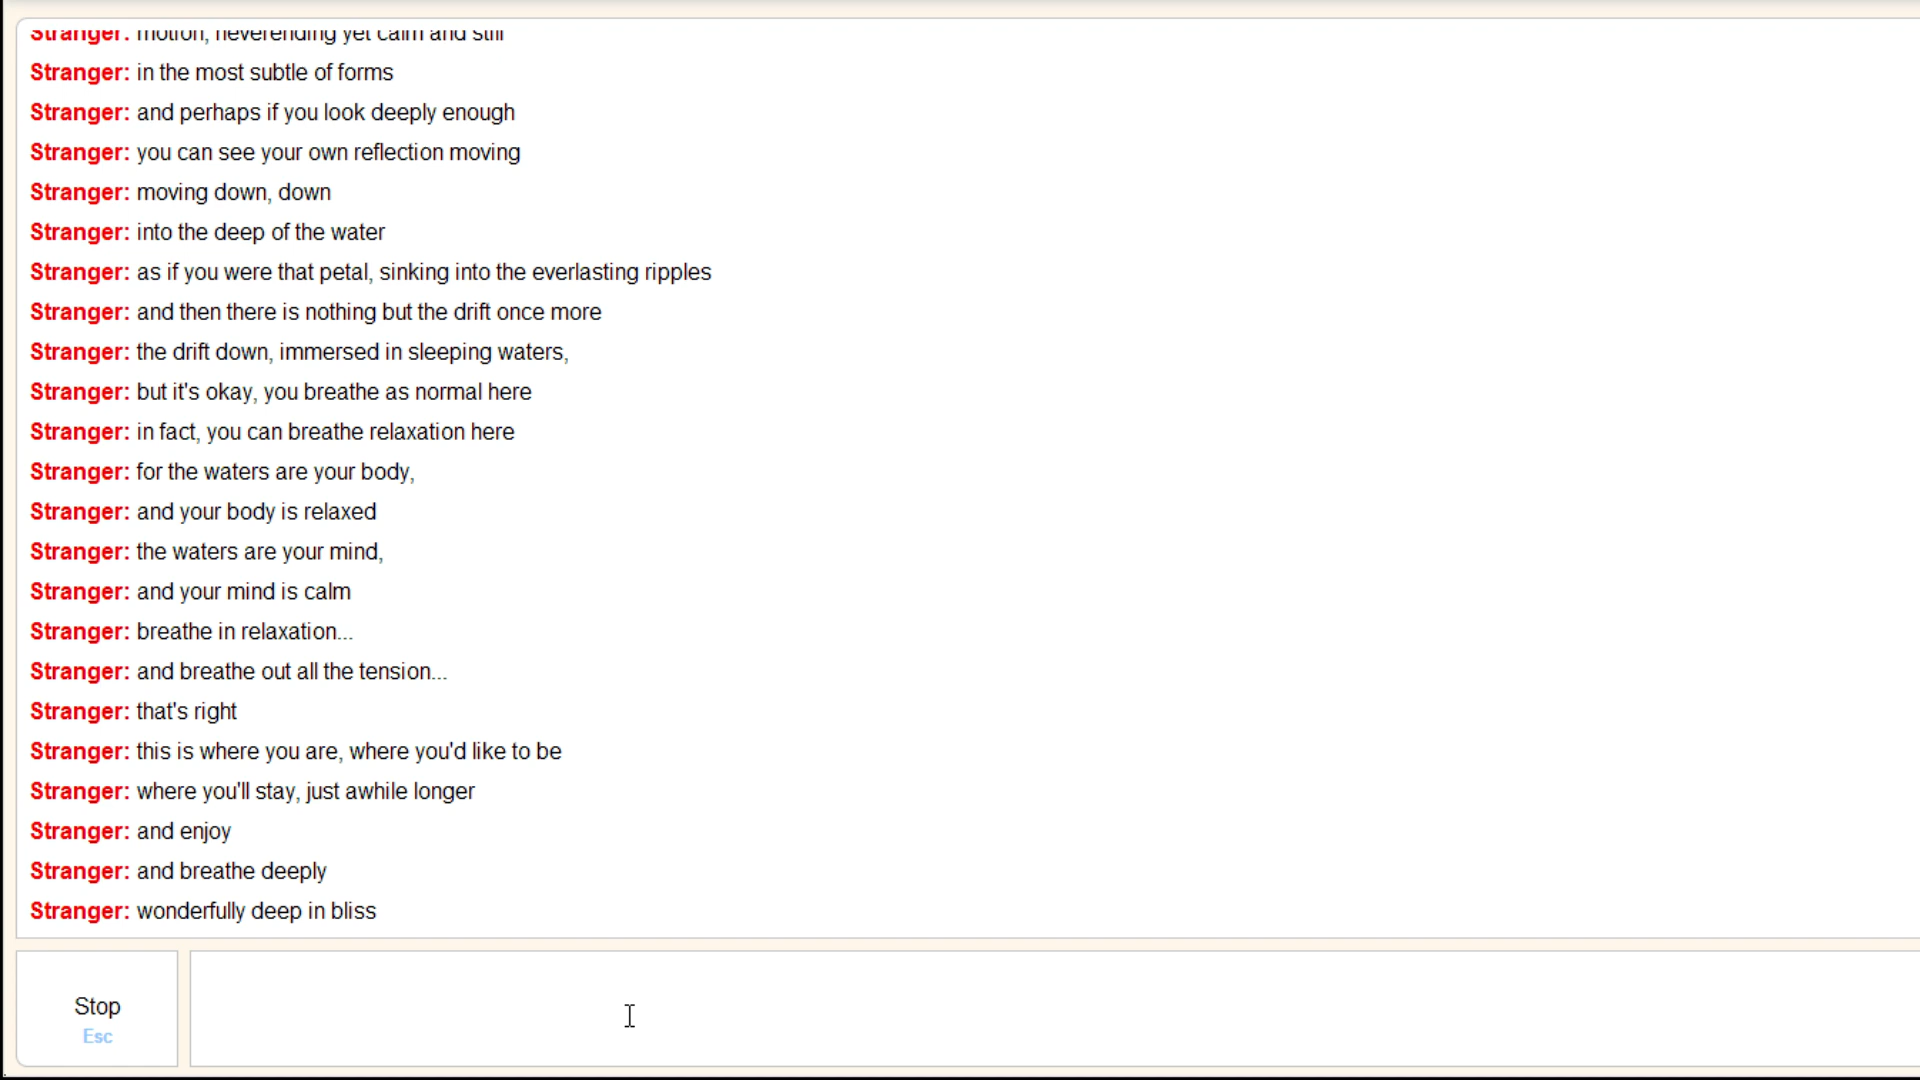 Stranger: motion, neverending yet calm and still
Stranger: in the most subtle of forms
Stranger: and perhaps if you look deeply enough
Stranger: you can see your own reflection moving
Stranger: moving down, down
Stranger: into the deep of the water
Stranger: as if you were that petal, sinking into the everlasting ripples
Stranger: and then there is nothing but the drift once more
Stranger: the drift down, immersed in sleeping waters,
Stranger: but it's okay, you breathe as normal here
Stranger: in fact, you can breathe relaxation here
Stranger: for the waters are your body,
Stranger: and your body is relaxed
Stranger: the waters are your mind,
Stranger: and your mind is calm
Stranger: breathe in relaxation...
Stranger: and breathe out all the tension...
Stranger: that's right
Stranger: this is where you are, where you'd like to be
Stranger: where you'll stay, just awhile longer
Stranger: and enjoy
Stranger: and breathe deeply
Stranger: wonderfully deep in bliss
Stop
Esc